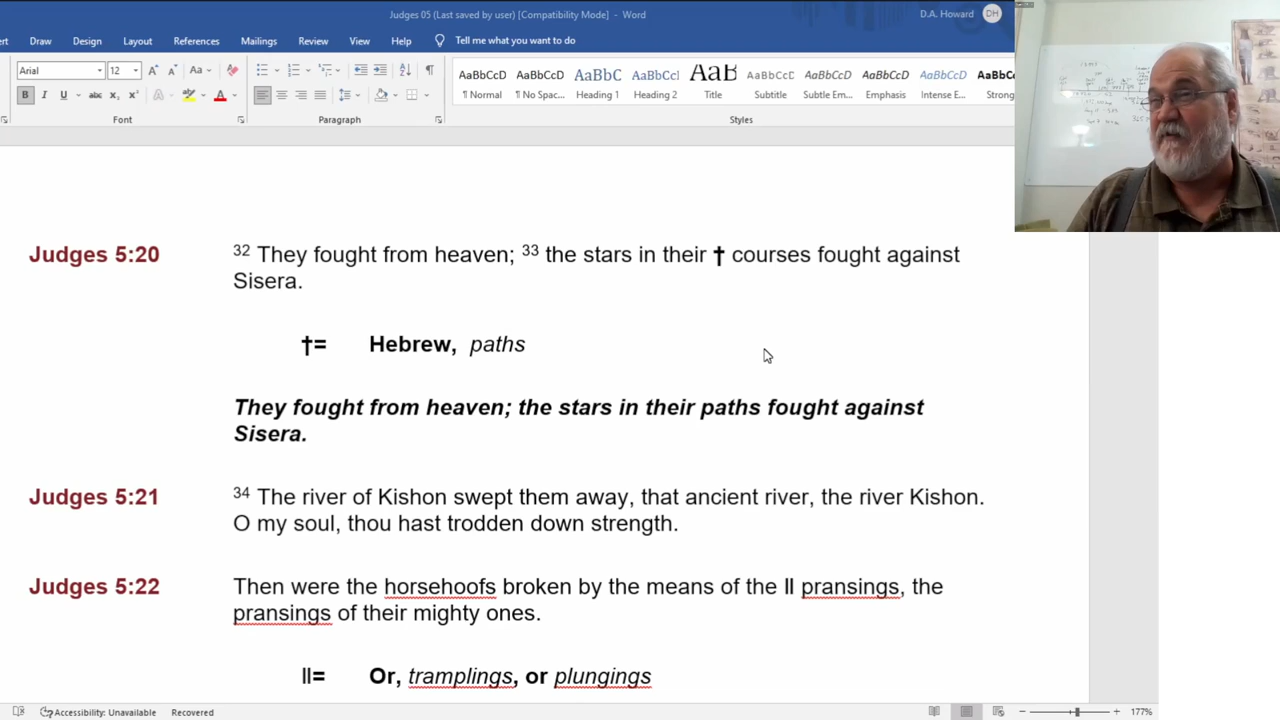 Judges 05 (Last saved by user) [Compatibility Mode] - Word
D.A. Howard DH
Draw Design Layout References Mailings Review View Help Tell me what you want to do
Arial 12 Aa
AaBbCcD AaBbCcD AaBbC AaBbCcl AaB AaBbCcD AaBbCcD AaBbCcD AaBbCcD AaBbCc
B I U abc x₂ x² A A
¶ Normal ¶ No Spac... Heading 1 Heading 2 Title Subtitle Subtle Em... Emphasis Intense E... Strong
Font Paragraph Styles
Judges 5:20 ³² They fought from heaven; ³³ the stars in their † courses fought against
Sisera.
†= Hebrew, paths
They fought from heaven; the stars in their paths fought against
Sisera.
Judges 5:21 ³⁴ The river of Kishon swept them away, that ancient river, the river Kishon.
O my soul, thou hast trodden down strength.
Judges 5:22 Then were the horsehoofs broken by the means of the ‖ pransings, the
pransings of their mighty ones.
‖= Or, tramplings, or plungings
Accessibility: Unavailable Recovered 177%